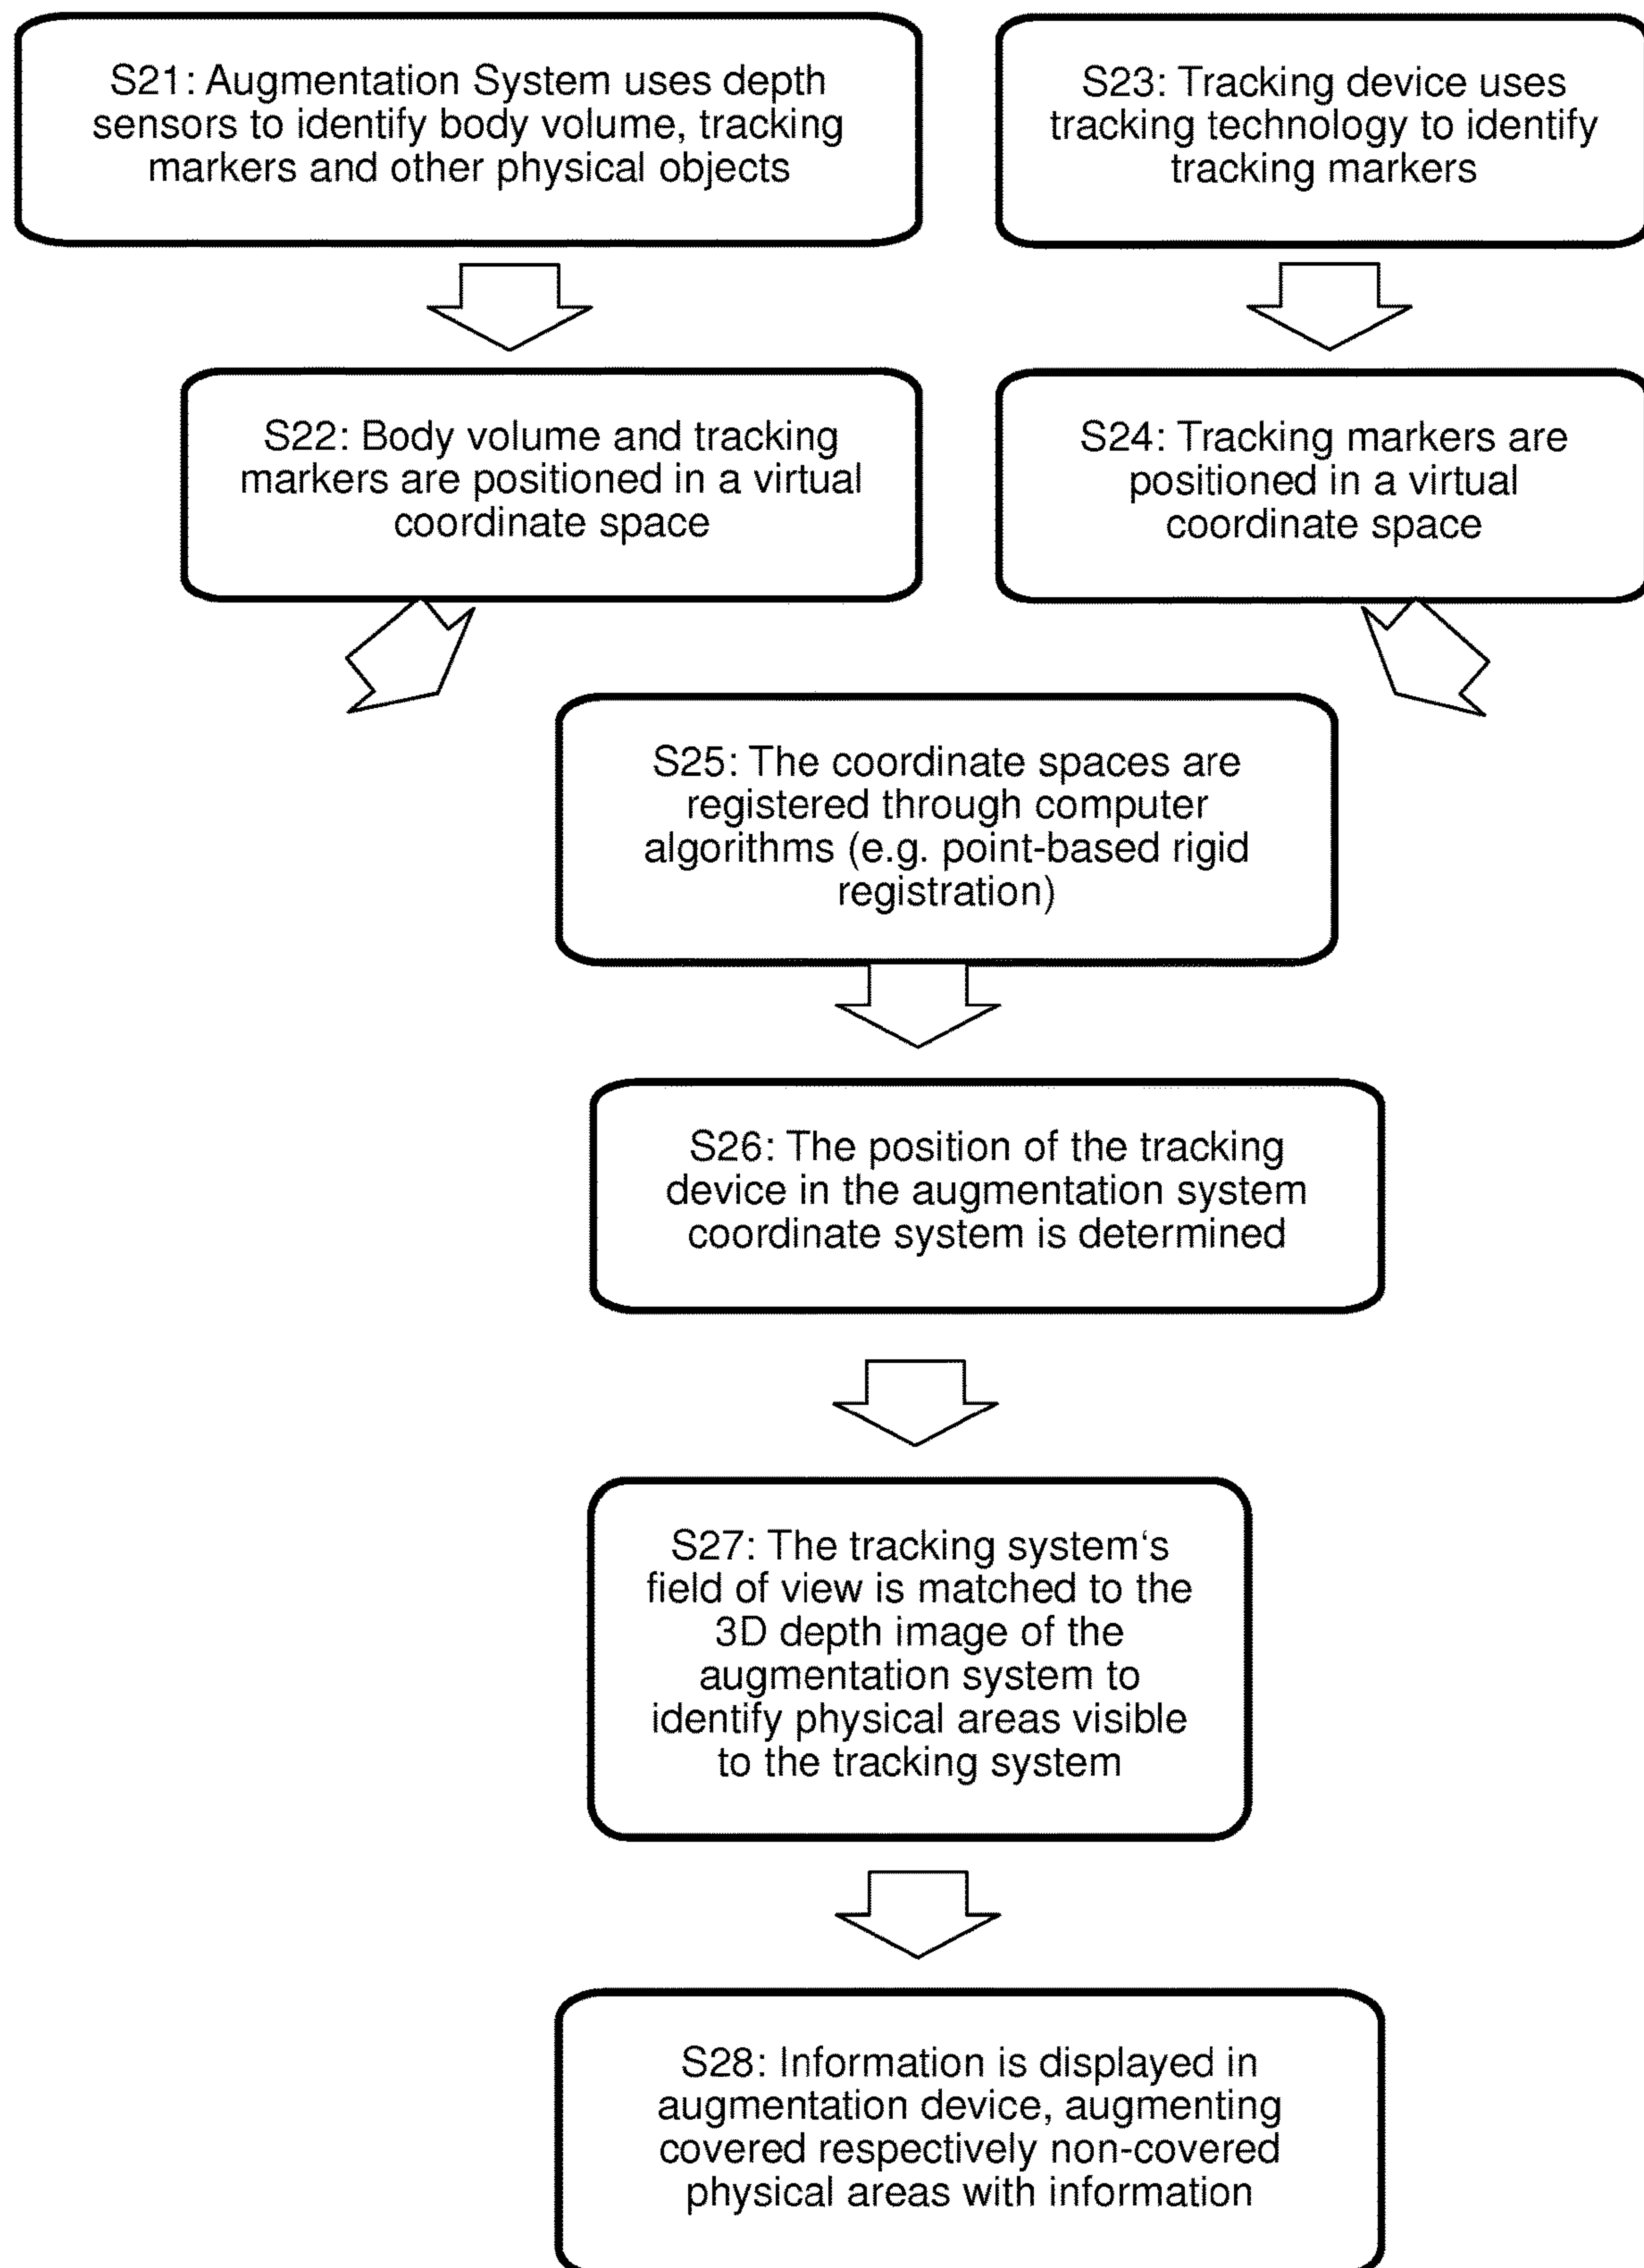 S21: Augmentation System uses depth
sensors to identify body volume, tracking
markers and other physical objects
S23: Tracking device uses
tracking technology to identify
tracking markers
S22: Body volume and tracking
markers are positioned in a virtual
coordinate space
S24: Tracking markers are
positioned in a virtual
coordinate space
S25: The coordinate spaces are
registered through computer
algorithms (e.g. point-based rigid
registration)
S26: The position of the tracking
device in the augmentation system
coordinate system is determined
S27: The tracking system‘s
field of view is matched to the
3D depth image of the
augmentation system to
identify physical areas visible
to the tracking system
S28: Information is displayed in
augmentation device, augmenting
covered respectively non-covered
physical areas with information